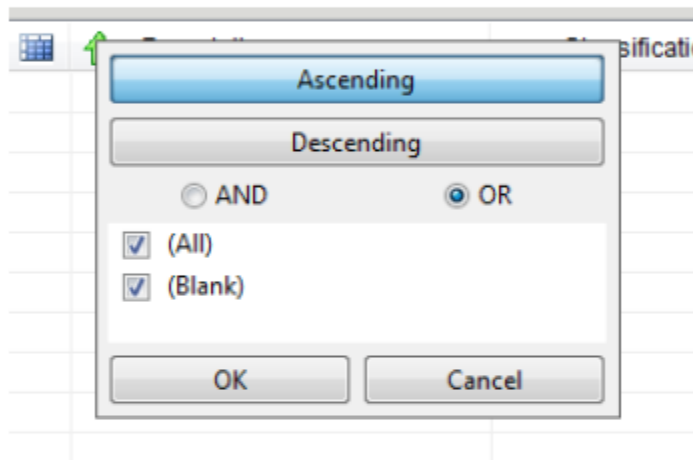 Ascending
Descending
AND OR
(All)
(Blank)
OK Cancel